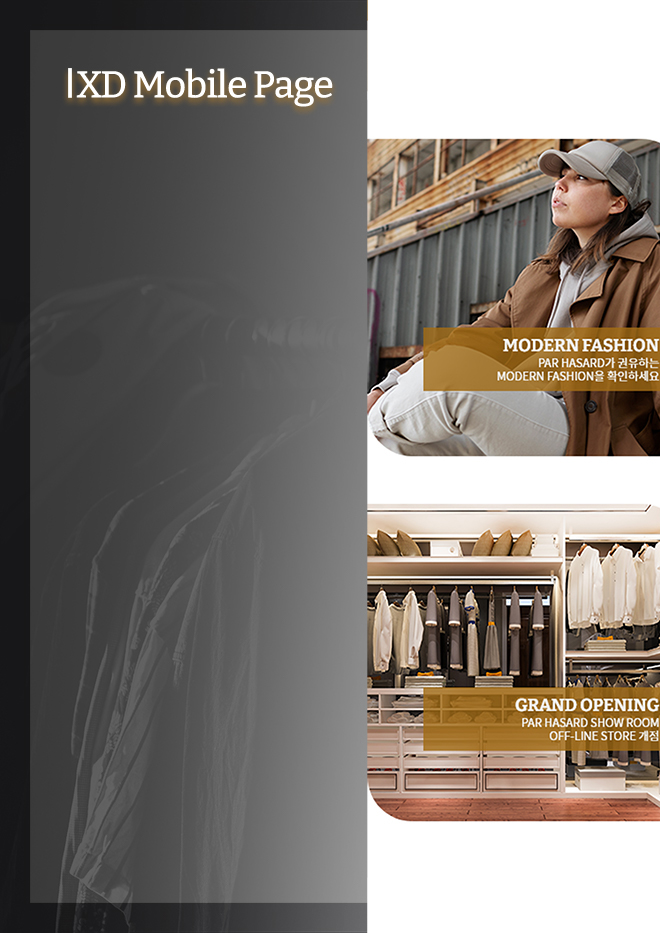 XD Mobile Page
MODERN FASHION
PAR HASARD가 권유하는
MODERN FASHION을 확인하세요
GRAND OPENING
PAR HASARD SHOW ROOM
OFF-LINE STORE 개점